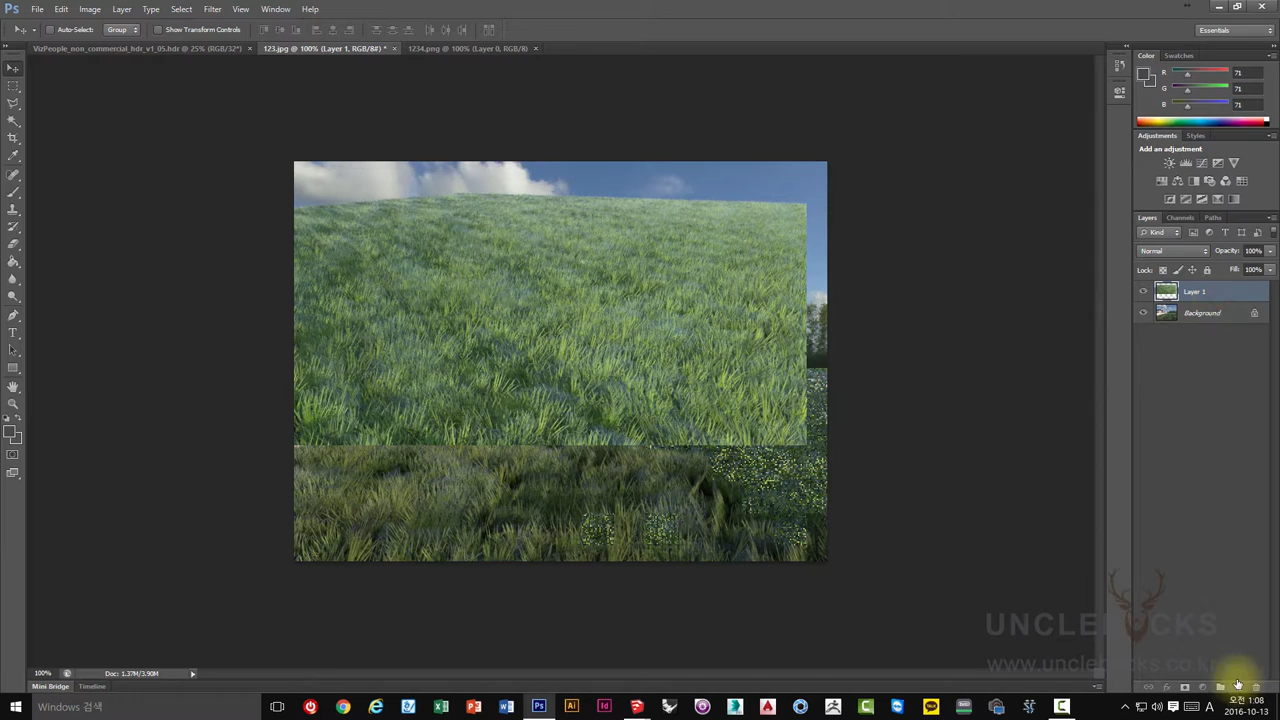 Ps File Edit Image Layer Type Select Filter View Window Help
Auto-Select: Group Show Transform Controls Essentials
VizPeople_non_commercial_hdr_v1_05.hdr @ 25% (RGB/32*) × 123.jpg @ 100% (Layer 1, RGB/8#) * × 1234.png @ 100% (Layer 0, RGB/8) ×
Color Swatches
R 71
G 71
B 71
Adjustments Styles
Add an adjustment
Layers Channels Paths
Kind
Normal Opacity: 100%
Lock: Fill: 100%
Layer 1
Background
UNCLEBOCKS
www.unclebocks.co.kr
100% Doc: 1.37M/3.90M
Mini Bridge Timeline
Windows 검색
A
오전 1:08
2016-10-13